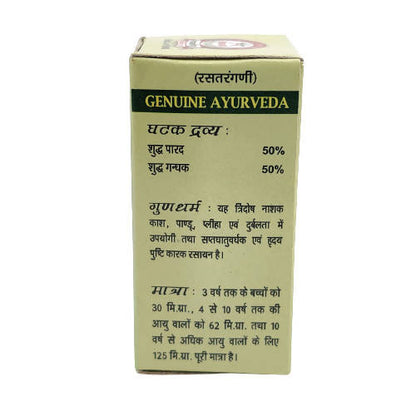 (रसतरंगणी)
GENUINE AYURVEDA
घटक द्रव्य :
शुद्ध पारद 50%
शुद्ध गन्धक 50%
गुणधर्म : यह त्रिदोष नाशक
काश, पाण्डू, प्लीहा एवं दुर्बलता में
उपयोगी तथा सप्तधातुवर्धक एवं हृदय
पुष्टि कारक रसायन है।
मात्रा : 3 वर्ष तक के बच्चों को
30 मि.ग्रा., 4 से 10 वर्ष तक की
आयु वालों को 62 मि.ग्रा. तथा 10
वर्ष से अधिक आयु वालों के लिए
125 मि.ग्रा. पूरी मात्रा है।